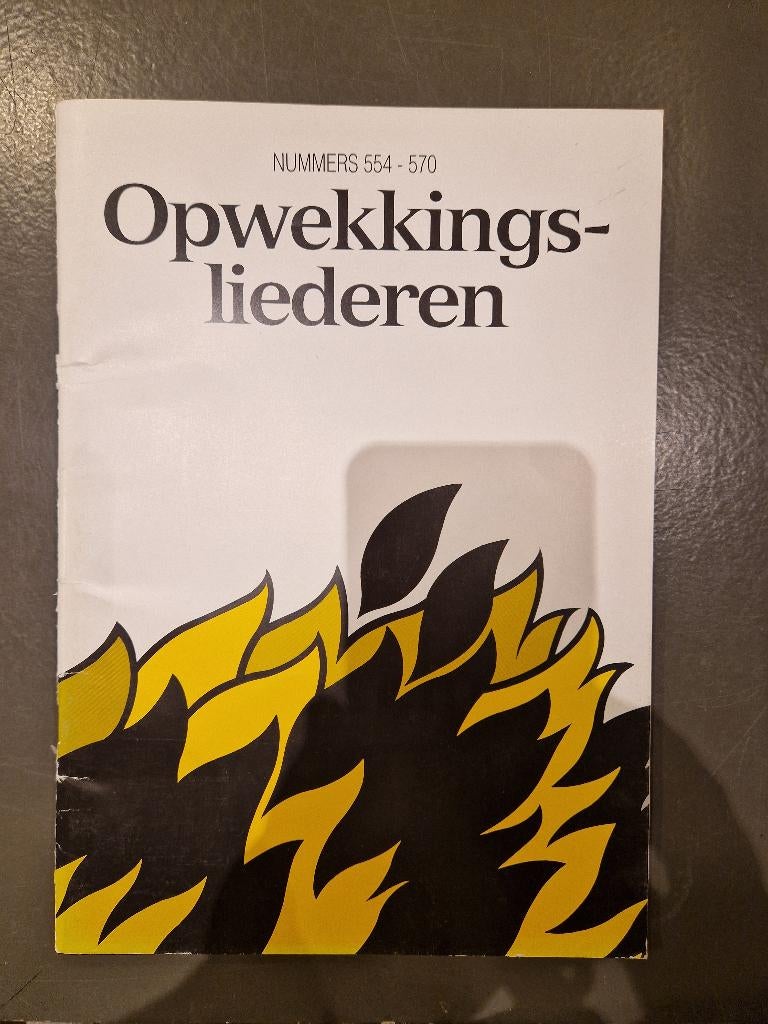 NUMMERS 554 - 570
Opwekkings-
liederen